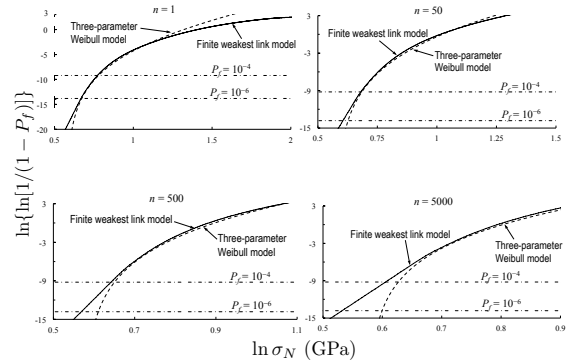 n = 1
Three-parameter
Weibull model
Finite weakest link model
P_f = 10^{-4}
P_f = 10^{-6}
3
0
-5
-10
-15
-20
0.5
1
1.5
2
n = 50
Finite weakest link model
Three-parameter
Weibull model
P_f = 10^{-4}
P_f = 10^{-6}
3
-3
-9
-15
0.5
0.75
1
1.25
1.5
ln{ln[1/(1 − P_f)]}
n = 500
Finite weakest link model
Three-parameter
Weibull model
P_f = 10^{-4}
P_f = 10^{-6}
3
-3
-9
-15
0.5
0.7
0.9
1.1
n = 5000
Finite weakest link model
Three-parameter
Weibull model
P_f = 10^{-4}
P_f = 10^{-6}
3
-3
-9
-15
0.5
0.6
0.7
0.8
0.9
ln σ_N (GPa)